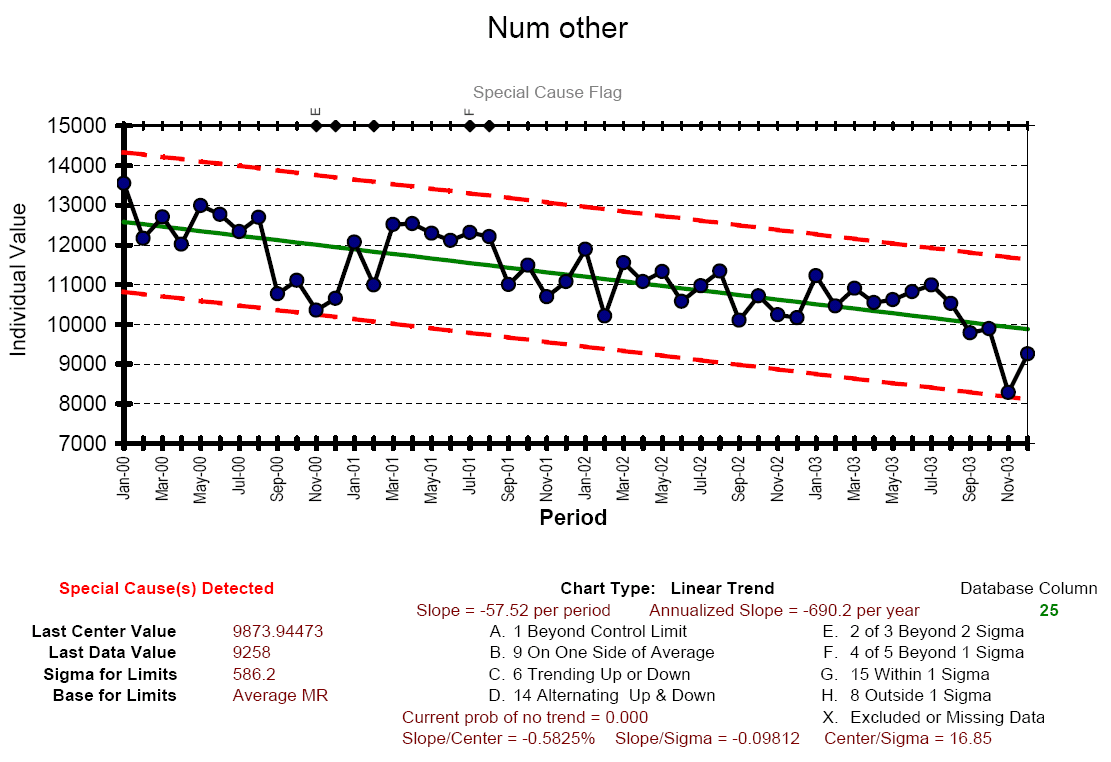 Num other
Special Cause Flag
E F
15000
14000
13000
12000
11000
10000
9000
8000
7000
Individual Value
Jan-00 Mar-00 May-00 Jul-00 Sep-00 Nov-00 Jan-01 Mar-01 May-01 Jul-01 Sep-01 Nov-01 Jan-02 Mar-02 May-02 Jul-02 Sep-02 Nov-02 Jan-03 Mar-03 May-03 Jul-03 Sep-03 Nov-03
Period
Special Cause(s) Detected Chart Type: Linear Trend Database Column
Slope = -57.52 per period Annualized Slope = -690.2 per year 25
Last Center Value 9873.94473 A. 1 Beyond Control Limit E. 2 of 3 Beyond 2 Sigma
Last Data Value 9258 B. 9 On One Side of Average F. 4 of 5 Beyond 1 Sigma
Sigma for Limits 586.2 C. 6 Trending Up or Down G. 15 Within 1 Sigma
Base for Limits Average MR D. 14 Alternating Up & Down H. 8 Outside 1 Sigma
Current prob of no trend = 0.000 X. Excluded or Missing Data
Slope/Center = -0.5825% Slope/Sigma = -0.09812 Center/Sigma = 16.85